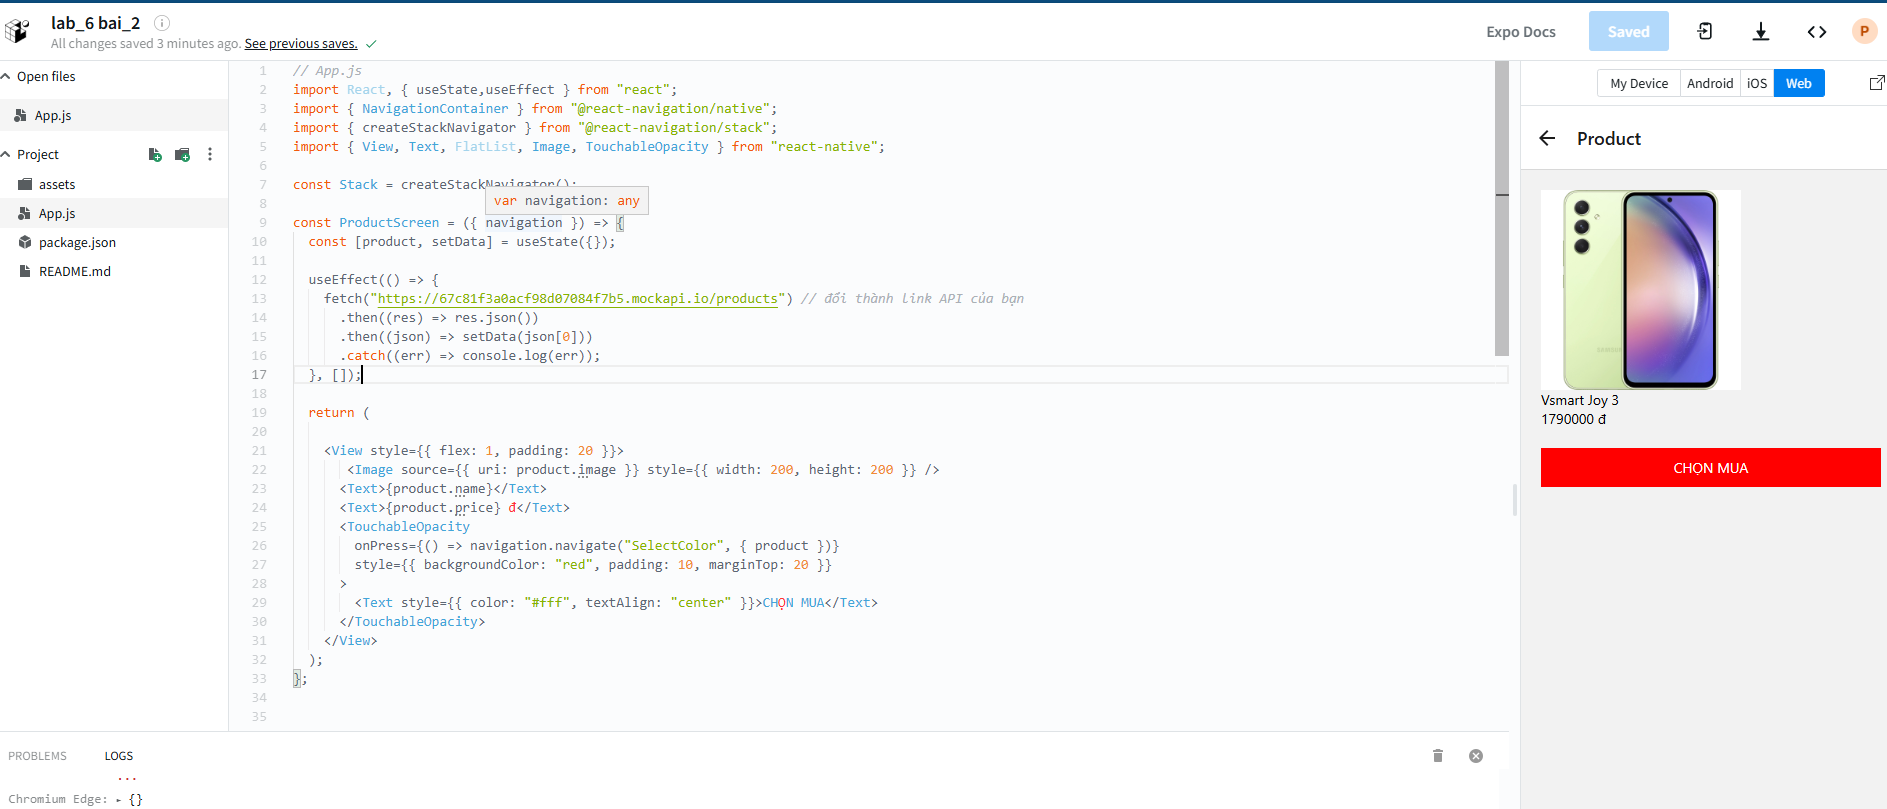 lab_6 bai_2
All changes saved 3 minutes ago. See previous saves.
Expo Docs
Saved
P
Open files
App.js
Project
assets
App.js
package.json
README.md
1 // App.js
2 import React, { useState,useEffect } from "react";
3 import { NavigationContainer } from "@react-navigation/native";
4 import { createStackNavigator } from "@react-navigation/stack";
5 import { View, Text, FlatList, Image, TouchableOpacity } from "react-native";
6
7 const Stack = createStackNavigator();
8
var navigation: any
9 const ProductScreen = ({ navigation }) => {
10 const [product, setData] = useState({});
11
12 useEffect(() => {
13 fetch("https://67c81f3a0acf98d07084f7b5.mockapi.io/products") // đổi thành link API của bạn
14 .then((res) => res.json())
15 .then((json) => setData(json[0]))
16 .catch((err) => console.log(err));
17 }, []);
18
19 return (
20
21 <View style={{ flex: 1, padding: 20 }}>
22 <Image source={{ uri: product.image }} style={{ width: 200, height: 200 }} />
23 <Text>{product.name}</Text>
24 <Text>{product.price} đ</Text>
25 <TouchableOpacity
26 onPress={() => navigation.navigate("SelectColor", { product })}
27 style={{ backgroundColor: "red", padding: 10, marginTop: 20 }}
28 >
29 <Text style={{ color: "#fff", textAlign: "center" }}>CHỌN MUA</Text>
30 </TouchableOpacity>
31 </View>
32 );
33 };
34
35
PROBLEMS
LOGS
...
Chromium Edge: ▸ {}
My Device
Android
iOS
Web
Product
Vsmart Joy 3
1790000 đ
CHỌN MUA